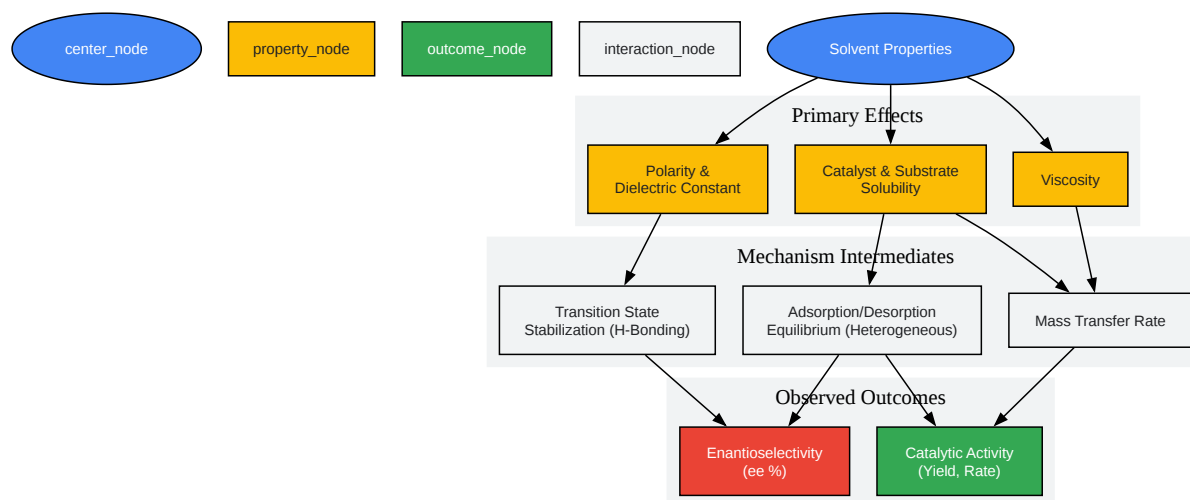 center_node
property_node
outcome_node
interaction_node
Solvent Properties
Primary Effects
Polarity &
Dielectric Constant
Catalyst & Substrate
Solubility
Viscosity
Mechanism Intermediates
Transition State
Stabilization (H-Bonding)
Adsorption/Desorption
Equilibrium (Heterogeneous)
Mass Transfer Rate
Observed Outcomes
Enantioselectivity
(ee %)
Catalytic Activity
(Yield, Rate)